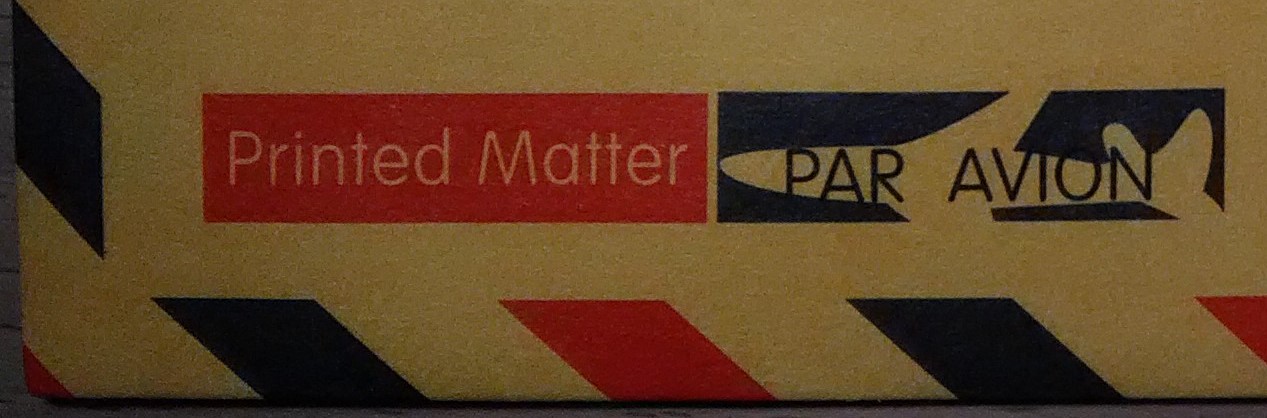 Printed Matter PAR AVION